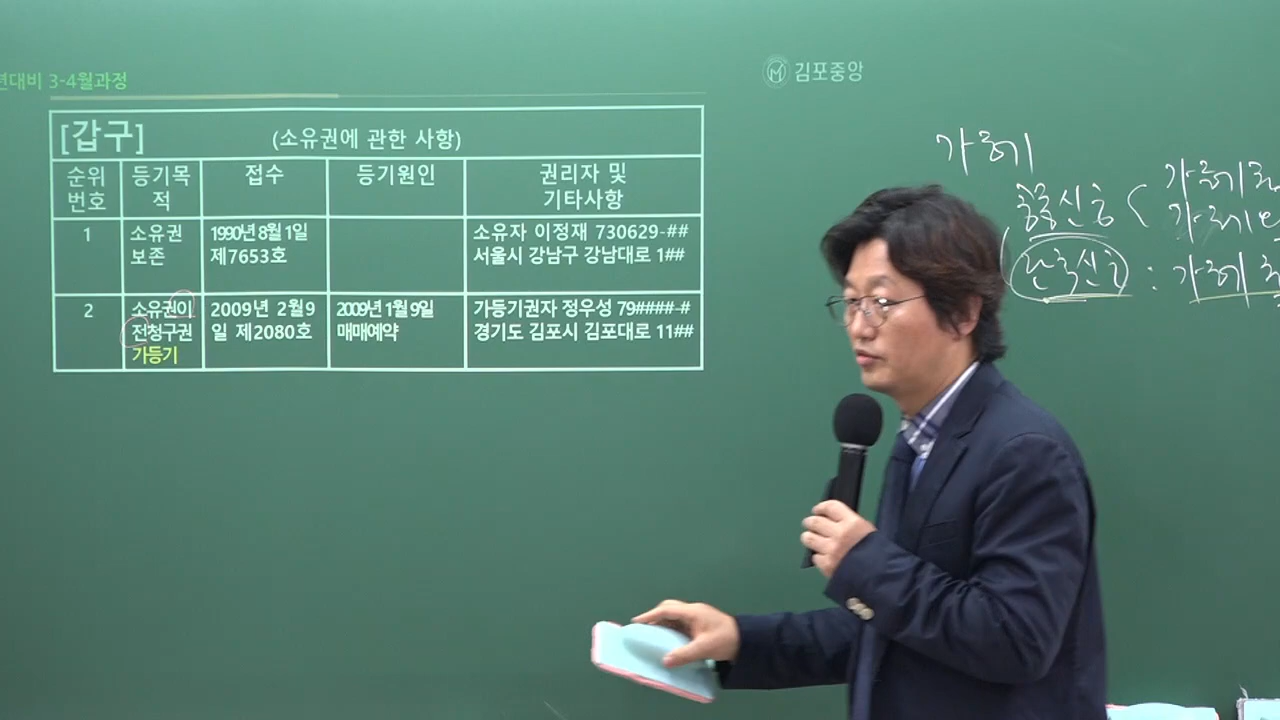 년대비 3-4월과정
김포중앙
[갑구] (소유권에 관한 사항)
순위
번호
등기목
적
접수
등기원인
권리자 및
기타사항
1
소유권
보존
1990년 8월 1일
제7653호
소유자 이정재 730629-##
서울시 강남구 강남대로 1##
2
소유권이
전청구권
가등기
2009년 2월9
일 제2080호
2009년 1월 9일
매매예약
가등기권자 정우성 79####-#
경기도 김포시 김포대로 11##